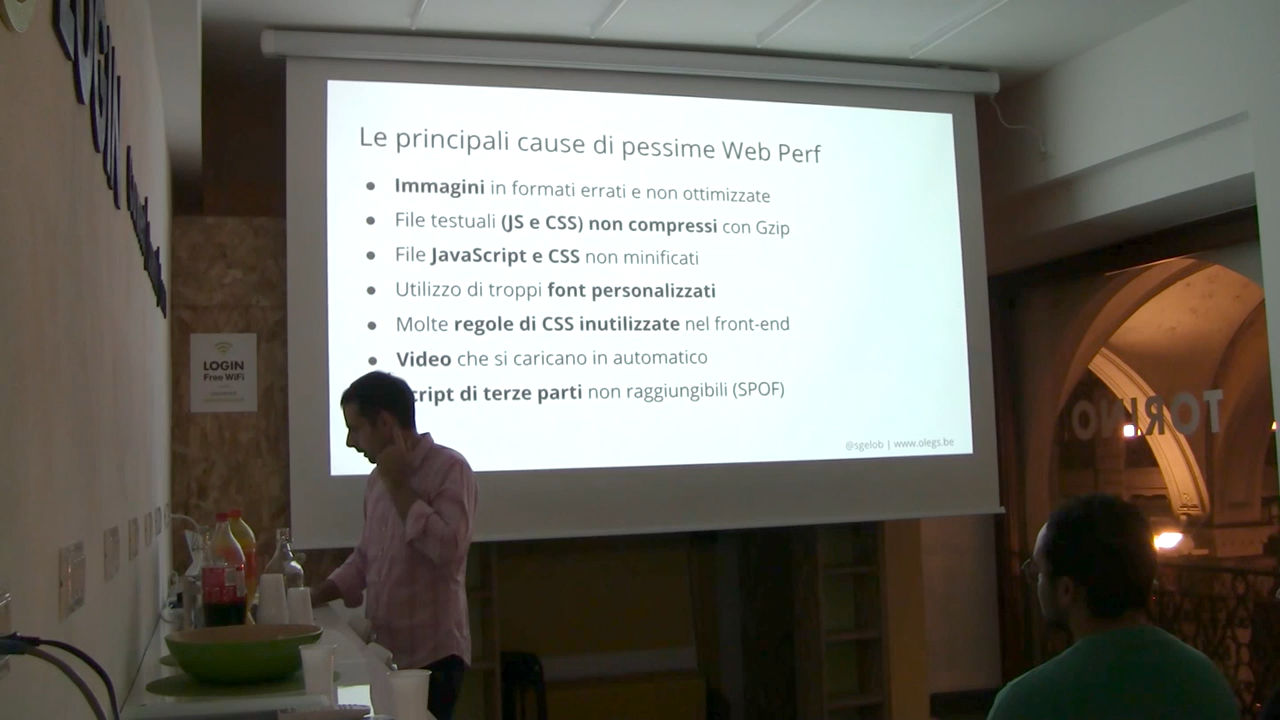 LOGIN
Le principali cause di pessime Web Perf
● Immagini in formati errati e non ottimizzate
● File testuali (JS e CSS) non compressi con Gzip
● File JavaScript e CSS non minificati
● Utilizzo di troppi font personalizzati
● Molte regole di CSS inutilizzate nel front-end
● Video che si caricano in automatico
cript di terze parti non raggiungibili (SPOF)
@sgelob | www.olegs.be
LOGIN
Free WiFi
TORINO